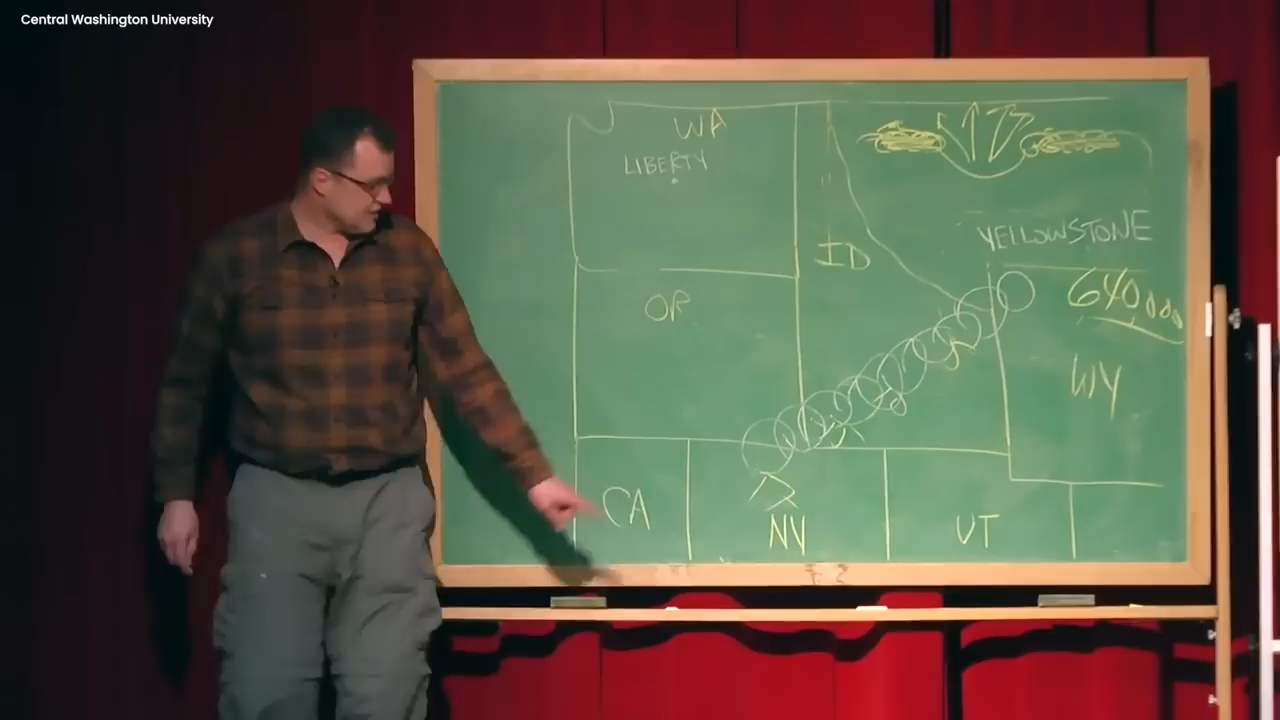 Central Washington University
WA
LIBERTY
ID
YELLOWSTONE
OR
640,000
WY
CA
NV
UT